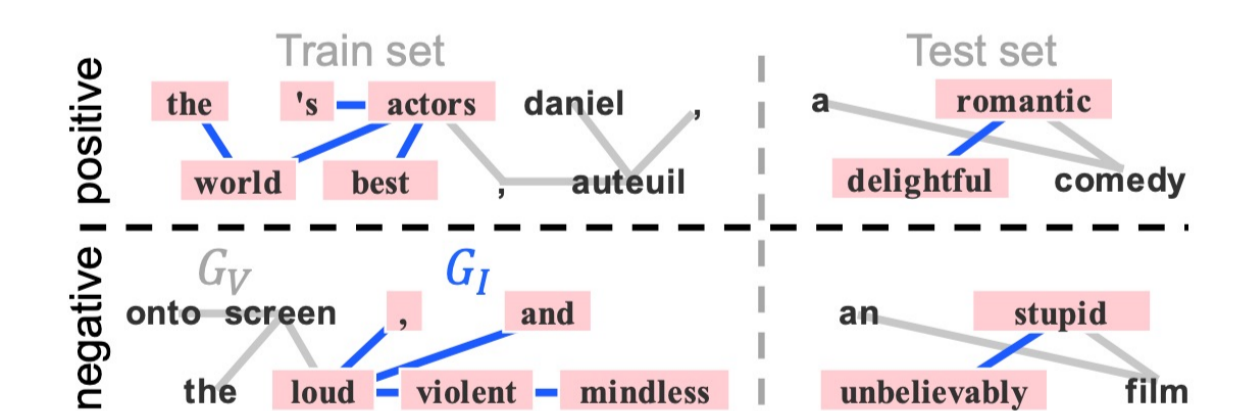 Train set
Test set
positive
the 's actors daniel ,
world best , auteuil
a romantic
delightful comedy
negative
G_V G_I
onto screen , and
the loud violent mindless
an stupid
unbelievably film